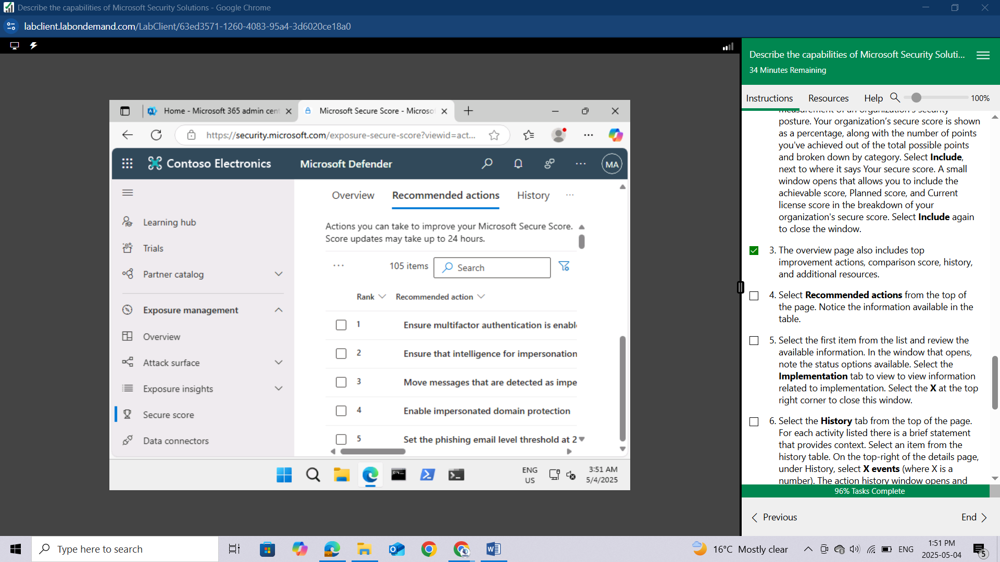 Describe the capabilities of Microsoft Security Solutions - Google Chrome
labclient.labondemand.com/LabClient/63ed3571-1260-4083-95a4-3d6020ce18a0
Home - Microsoft 365 admin cent
Microsoft Secure Score - Microso
https://security.microsoft.com/exposure-secure-score?viewid=act...
Contoso Electronics
Microsoft Defender
MA
Learning hub
Trials
Partner catalog
Exposure management
Overview
Attack surface
Exposure insights
Secure score
Data connectors
Overview
Recommended actions
History
Actions you can take to improve your Microsoft Secure Score.
Score updates may take up to 24 hours.
105 items
Search
Rank
Recommended action
1 Ensure multifactor authentication is enabl
2 Ensure that intelligence for impersonation
3 Move messages that are detected as impe
4 Enable impersonated domain protection
5 Set the phishing email level threshold at 2
ENG
US
3:51 AM
5/4/2025
Describe the capabilities of Microsoft Security Soluti...
34 Minutes Remaining
Instructions
Resources
Help
100%
measurement of an organization's security
posture. Your organization’s secure score is shown
as a percentage, along with the number of points
you've achieved out of the total possible points
and broken down by category. Select Include,
next to where it says Your secure score. A small
window opens that allows you to include the
achievable score, Planned score, and Current
license score in the breakdown of your
organization's secure score. Select Include again
to close the window.
3. The overview page also includes top
improvement actions, comparison score, history,
and additional resources.
4. Select Recommended actions from the top of
the page. Notice the information available in the
table.
5. Select the first item from the list and review the
available information. In the window that opens,
note the status options available. Select the
Implementation tab to view to view information
related to implementation. Select the X at the top
right corner to close this window.
6. Select the History tab from the top of the page.
For each activity listed there is a brief statement
that provides context. Select an item from the
history table. On the top-right of the details page,
under History, select X events (where X is a
number). The action history window opens and
96% Tasks Complete
Previous
End
Type here to search
16°C Mostly clear
ENG
1:51 PM
2025-05-04
5